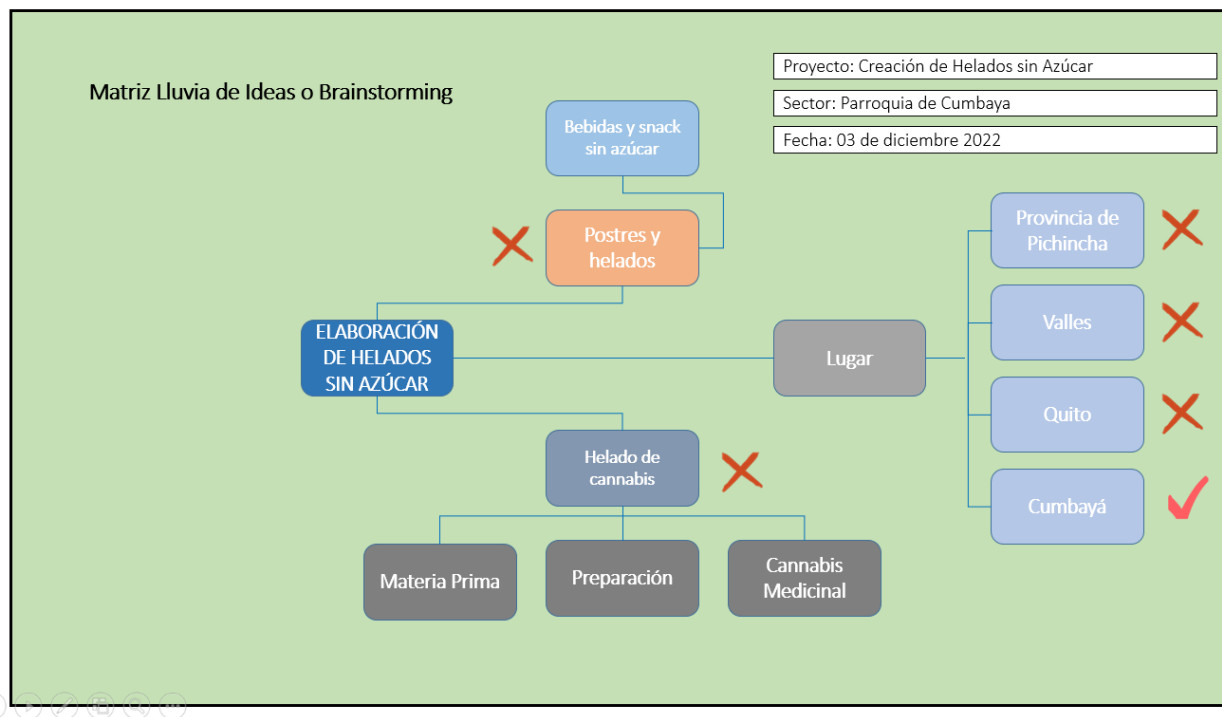 Matriz Lluvia de Ideas o Brainstorming
Proyecto: Creación de Helados sin Azúcar
Sector: Parroquia de Cumbaya
Fecha: 03 de diciembre 2022
Bebidas y snack
sin azúcar
Postres y
helados
ELABORACIÓN
DE HELADOS
SIN AZÚCAR
Lugar
Provincia de
Pichincha
Valles
Quito
Cumbayá
Helado de
cannabis
Materia Prima
Preparación
Cannabis
Medicinal